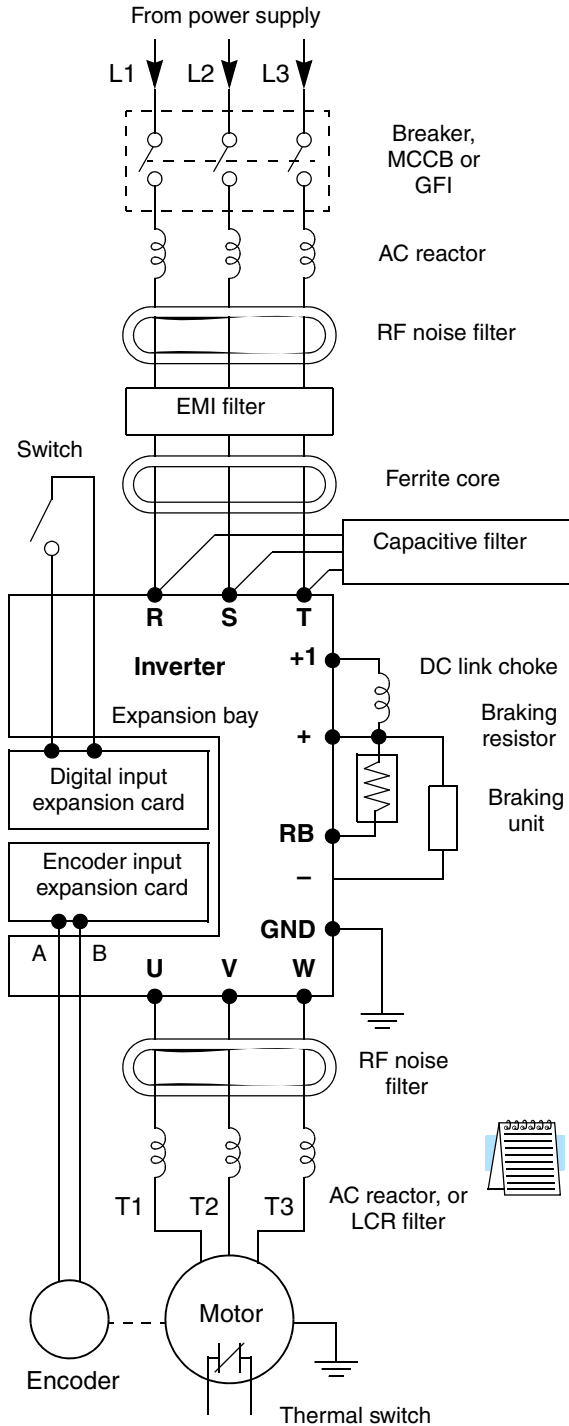 From power supply
L1 L2 L3
Breaker,
MCCB or
GFI
AC reactor
RF noise filter
EMI filter
Switch
Ferrite core
Capacitive filter
R S T
Inverter
+1
DC link choke
Expansion bay
+
Braking
resistor
Digital input
expansion card
Braking
unit
RB
Encoder input
expansion card
–
GND
A B
U V W
RF noise
filter
T1 T2 T3
AC reactor, or
LCR filter
Motor
Encoder
Thermal switch